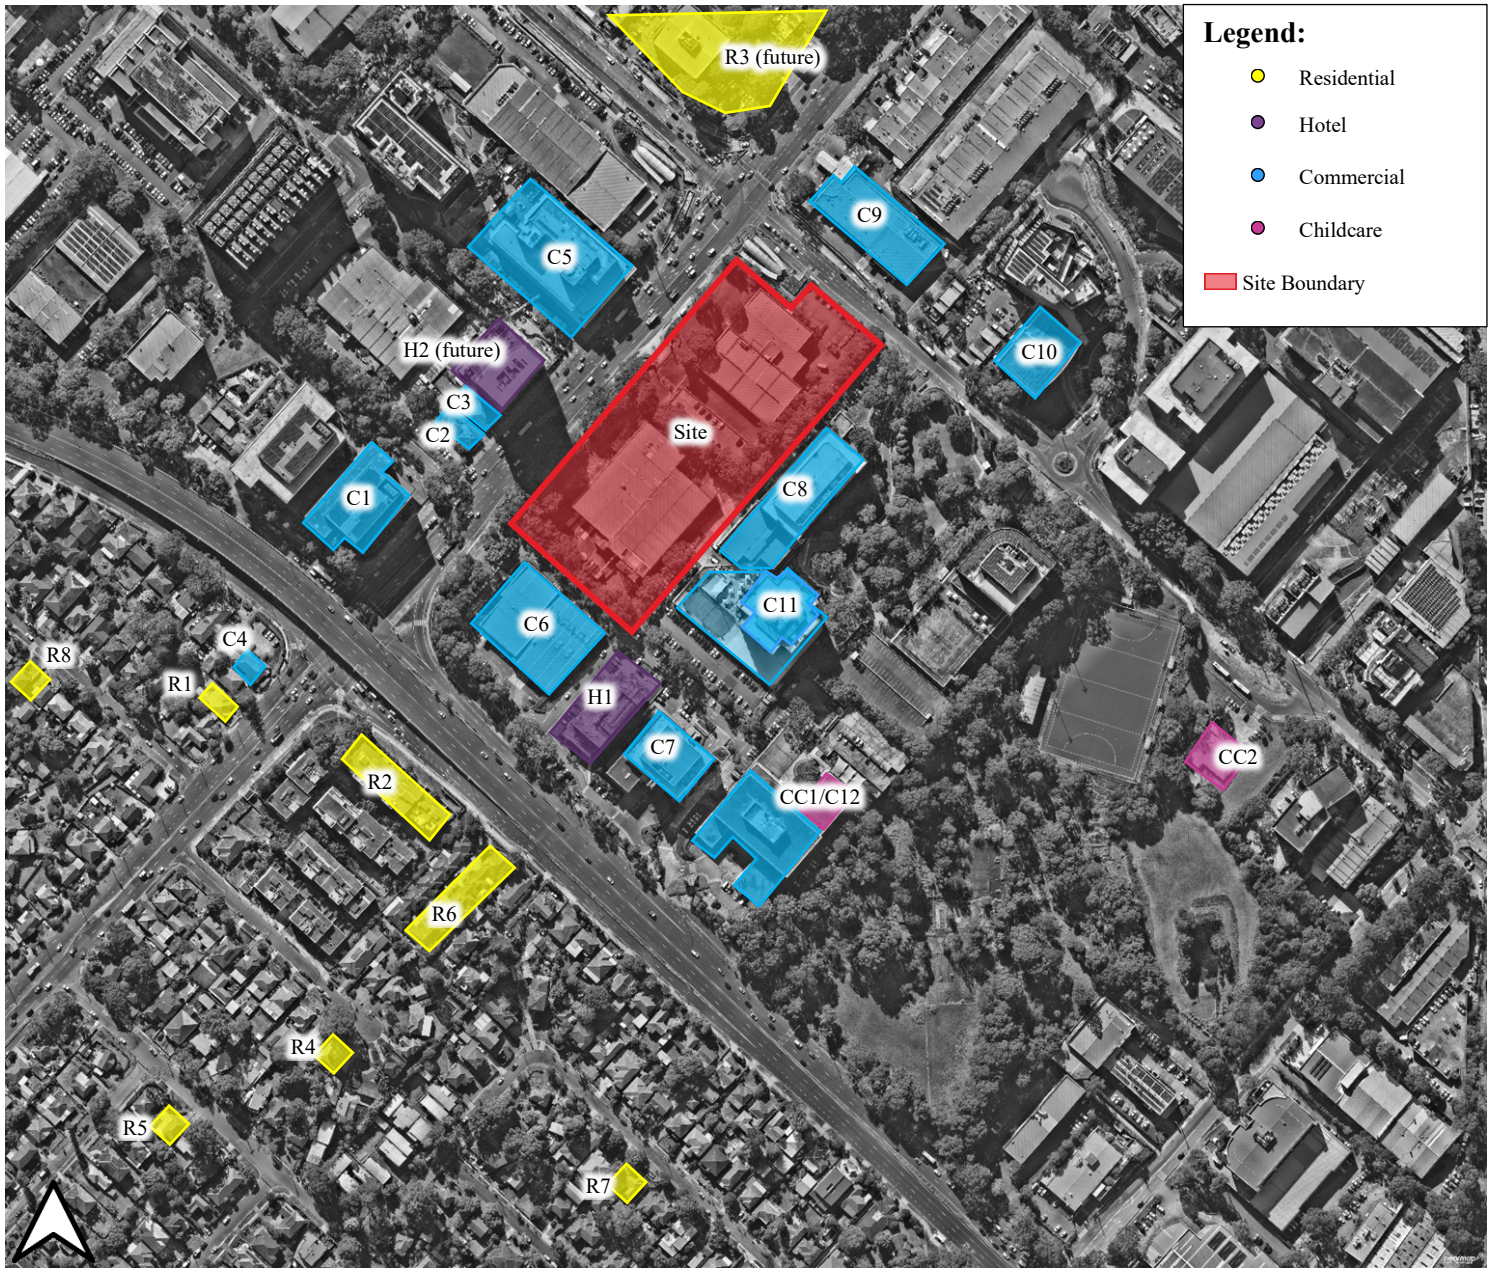 Legend:
Residential
Hotel
Commercial
Childcare
Site Boundary
R3 (future)
C9
C5
H2 (future)
C10
C3
C2
Site
C1
C8
C11
C6
C4
R8
R1
H1
C7
CC2
R2
CC1/C12
R6
R4
R5
R7
nearmap